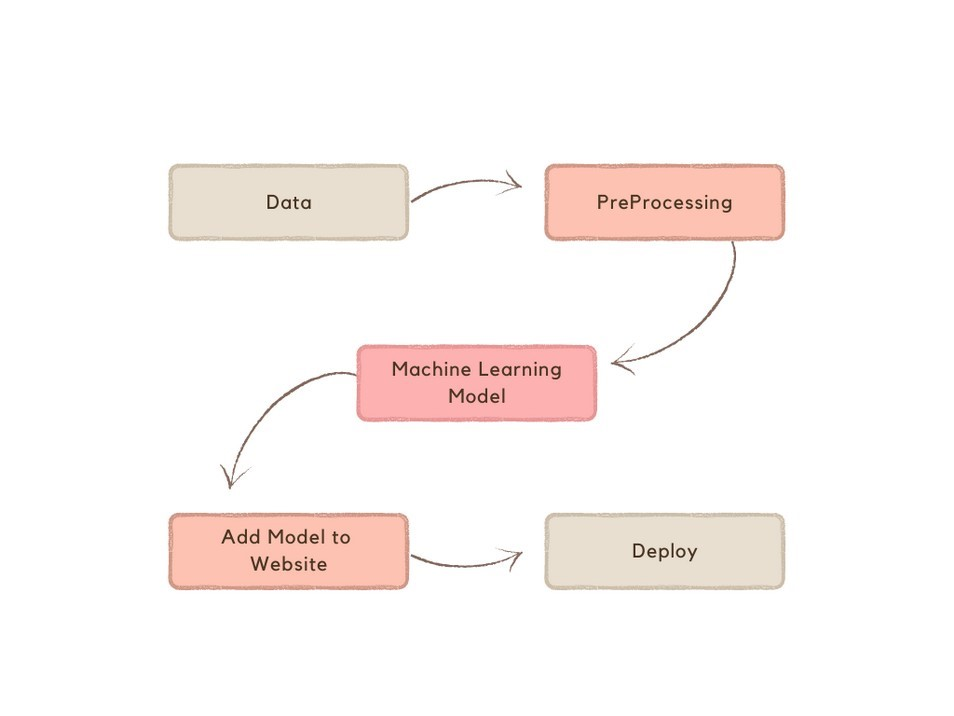 Data
PreProcessing
Machine Learning
Model
Add Model to
Website
Deploy